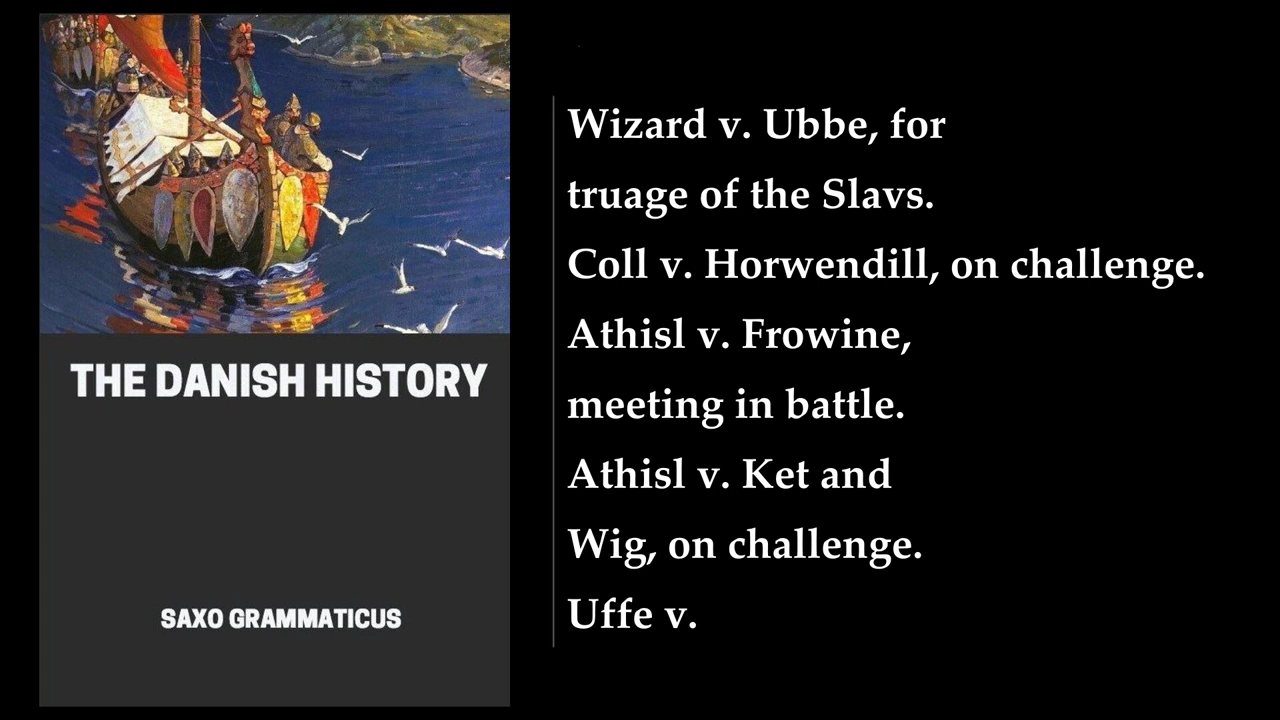 THE DANISH HISTORY
SAXO GRAMMATICUS
Wizard v. Ubbe, for
truage of the Slavs.
Coll v. Horwendill, on challenge.
Athisl v. Frowine,
meeting in battle.
Athisl v. Ket and
Wig, on challenge.
Uffe v.